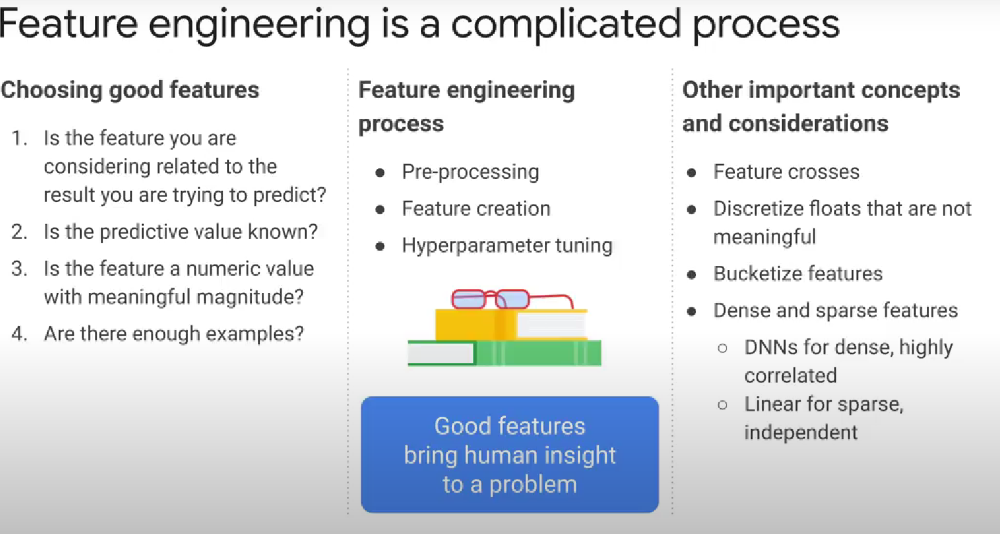 Feature engineering is a complicated process
Choosing good features
1. Is the feature you are
considering related to the
result you are trying to predict?
2. Is the predictive value known?
3. Is the feature a numeric value
with meaningful magnitude?
4. Are there enough examples?
Feature engineering
process
● Pre-processing
● Feature creation
● Hyperparameter tuning
Good features
bring human insight
to a problem
Other important concepts
and considerations
● Feature crosses
● Discretize floats that are not
meaningful
● Bucketize features
● Dense and sparse features
○ DNNs for dense, highly
correlated
○ Linear for sparse,
independent